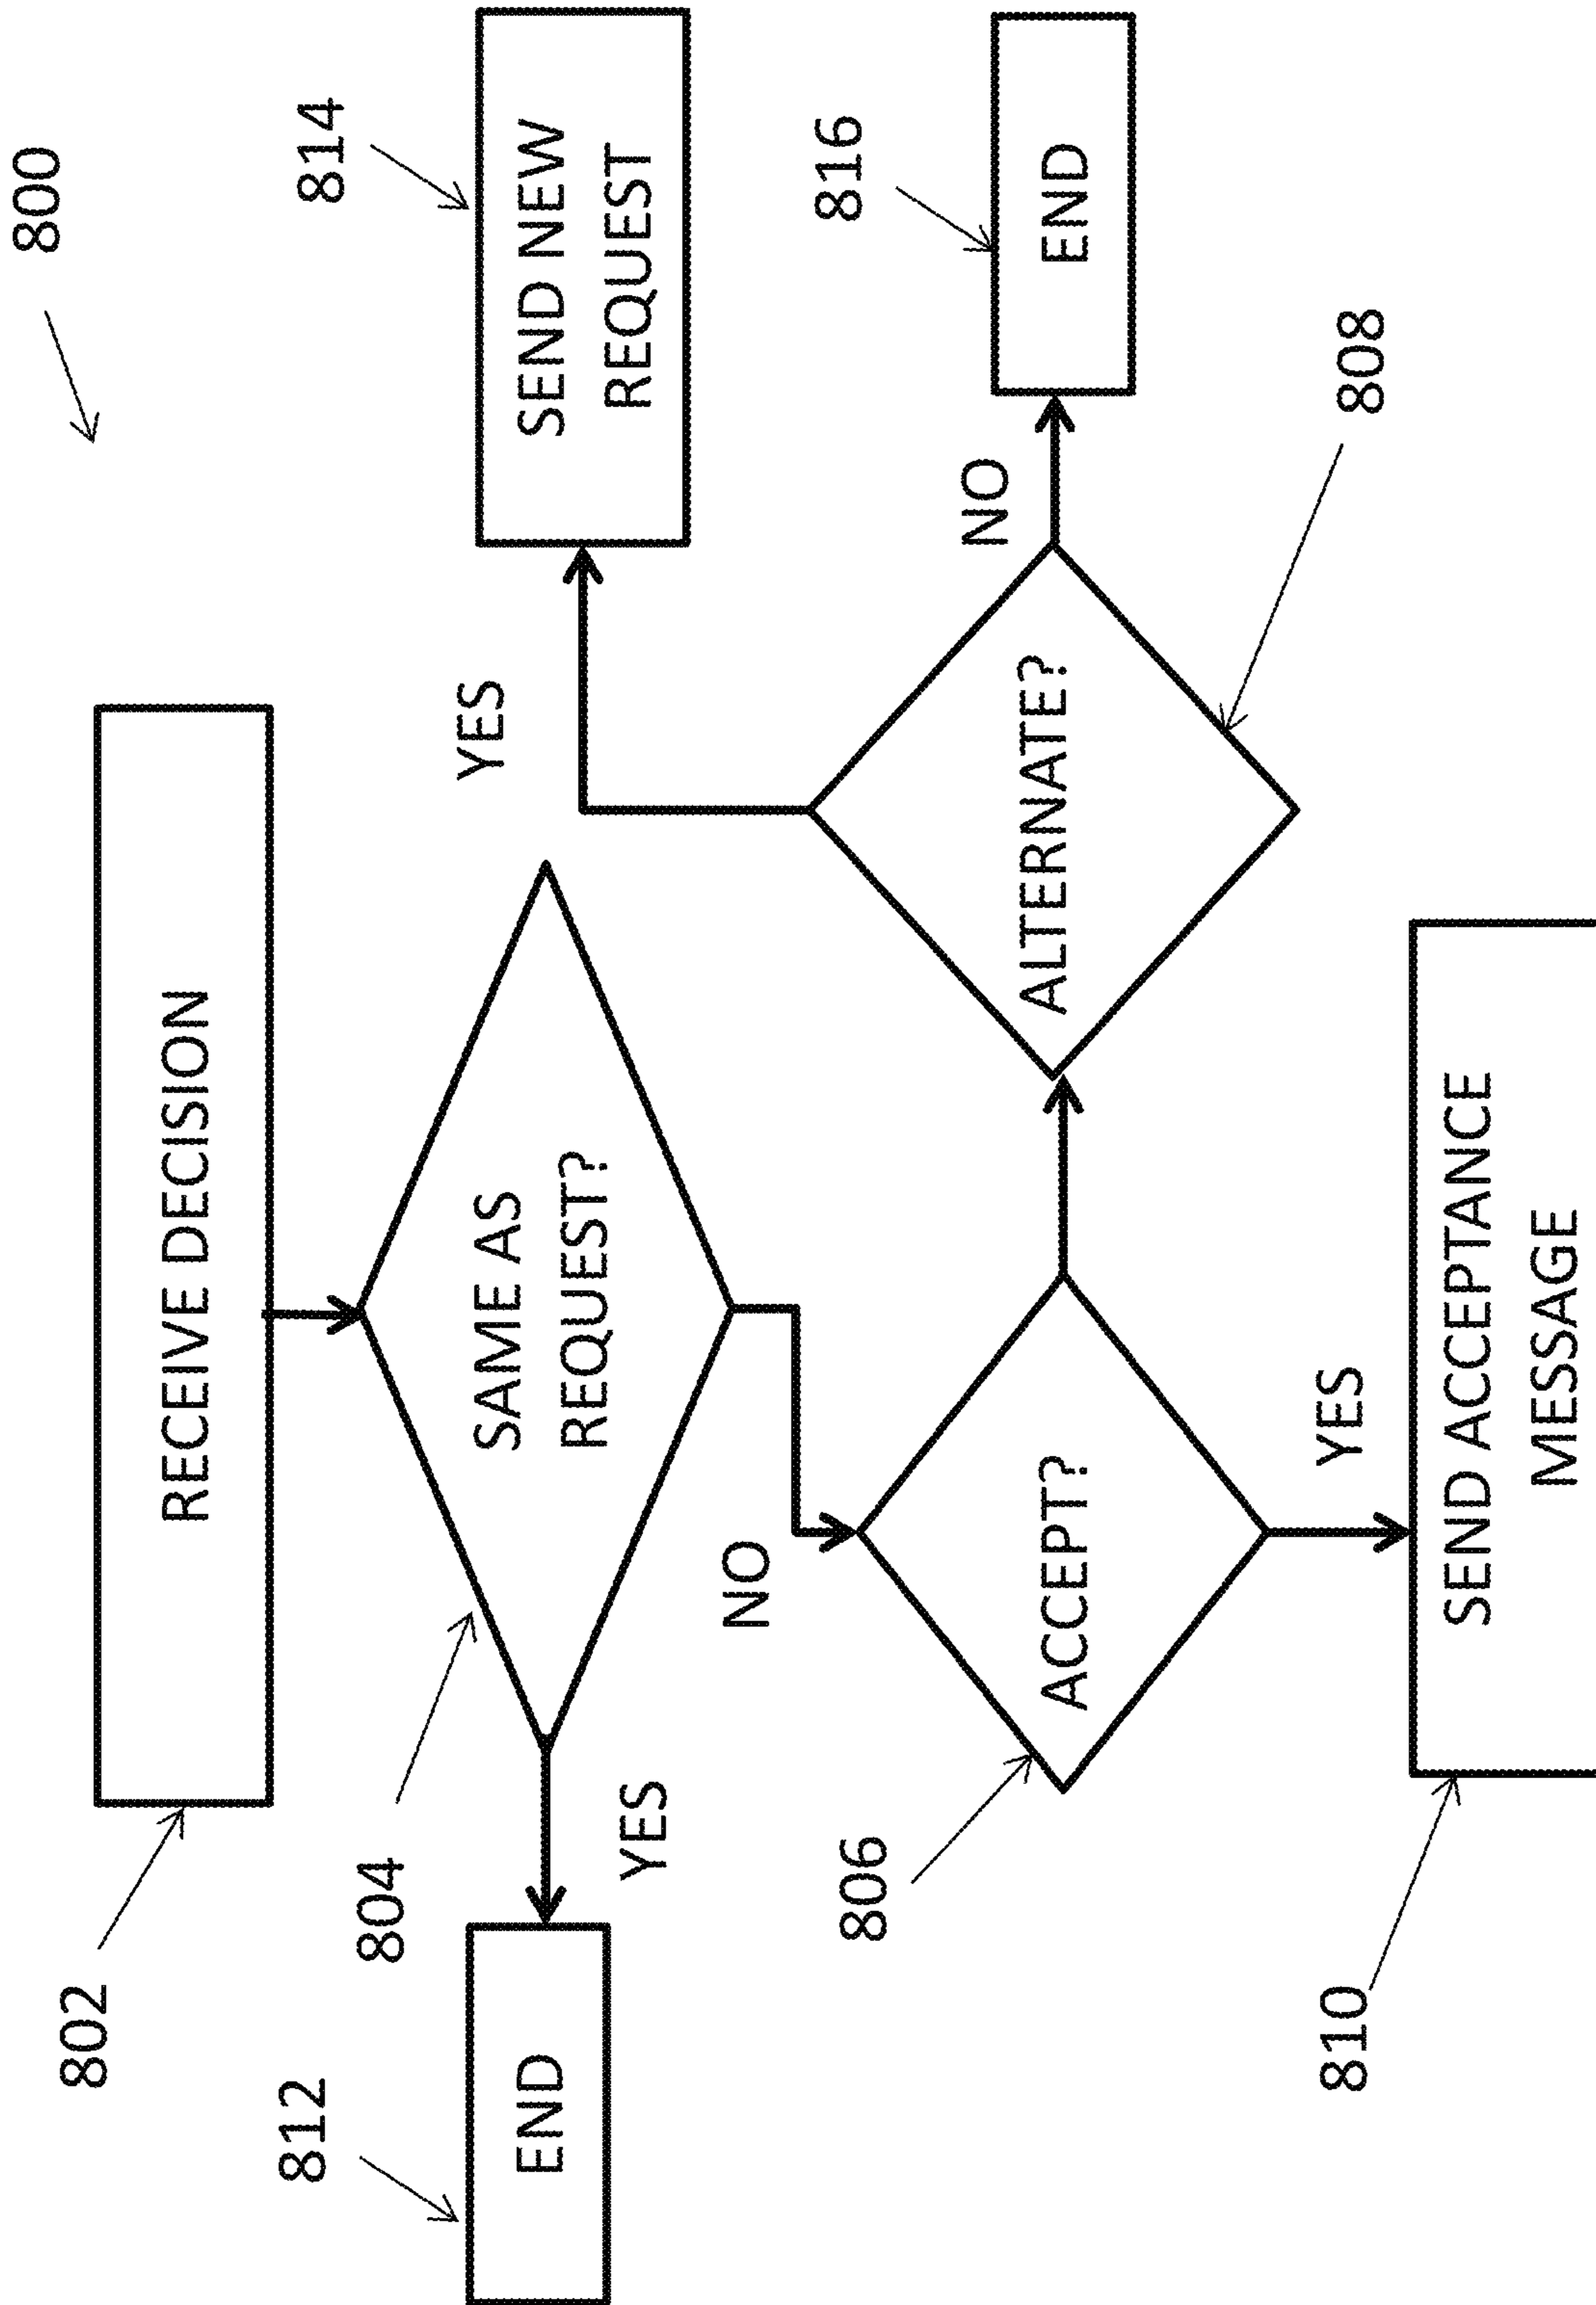 800
802
RECEIVE DECISION
804
SAME AS
REQUEST?
812
END
YES
NO
YES
814
SEND NEW
REQUEST
806
ACCEPT?
ALTERNATE?
NO
816
END
808
YES
810
SEND ACCEPTANCE
MESSAGE